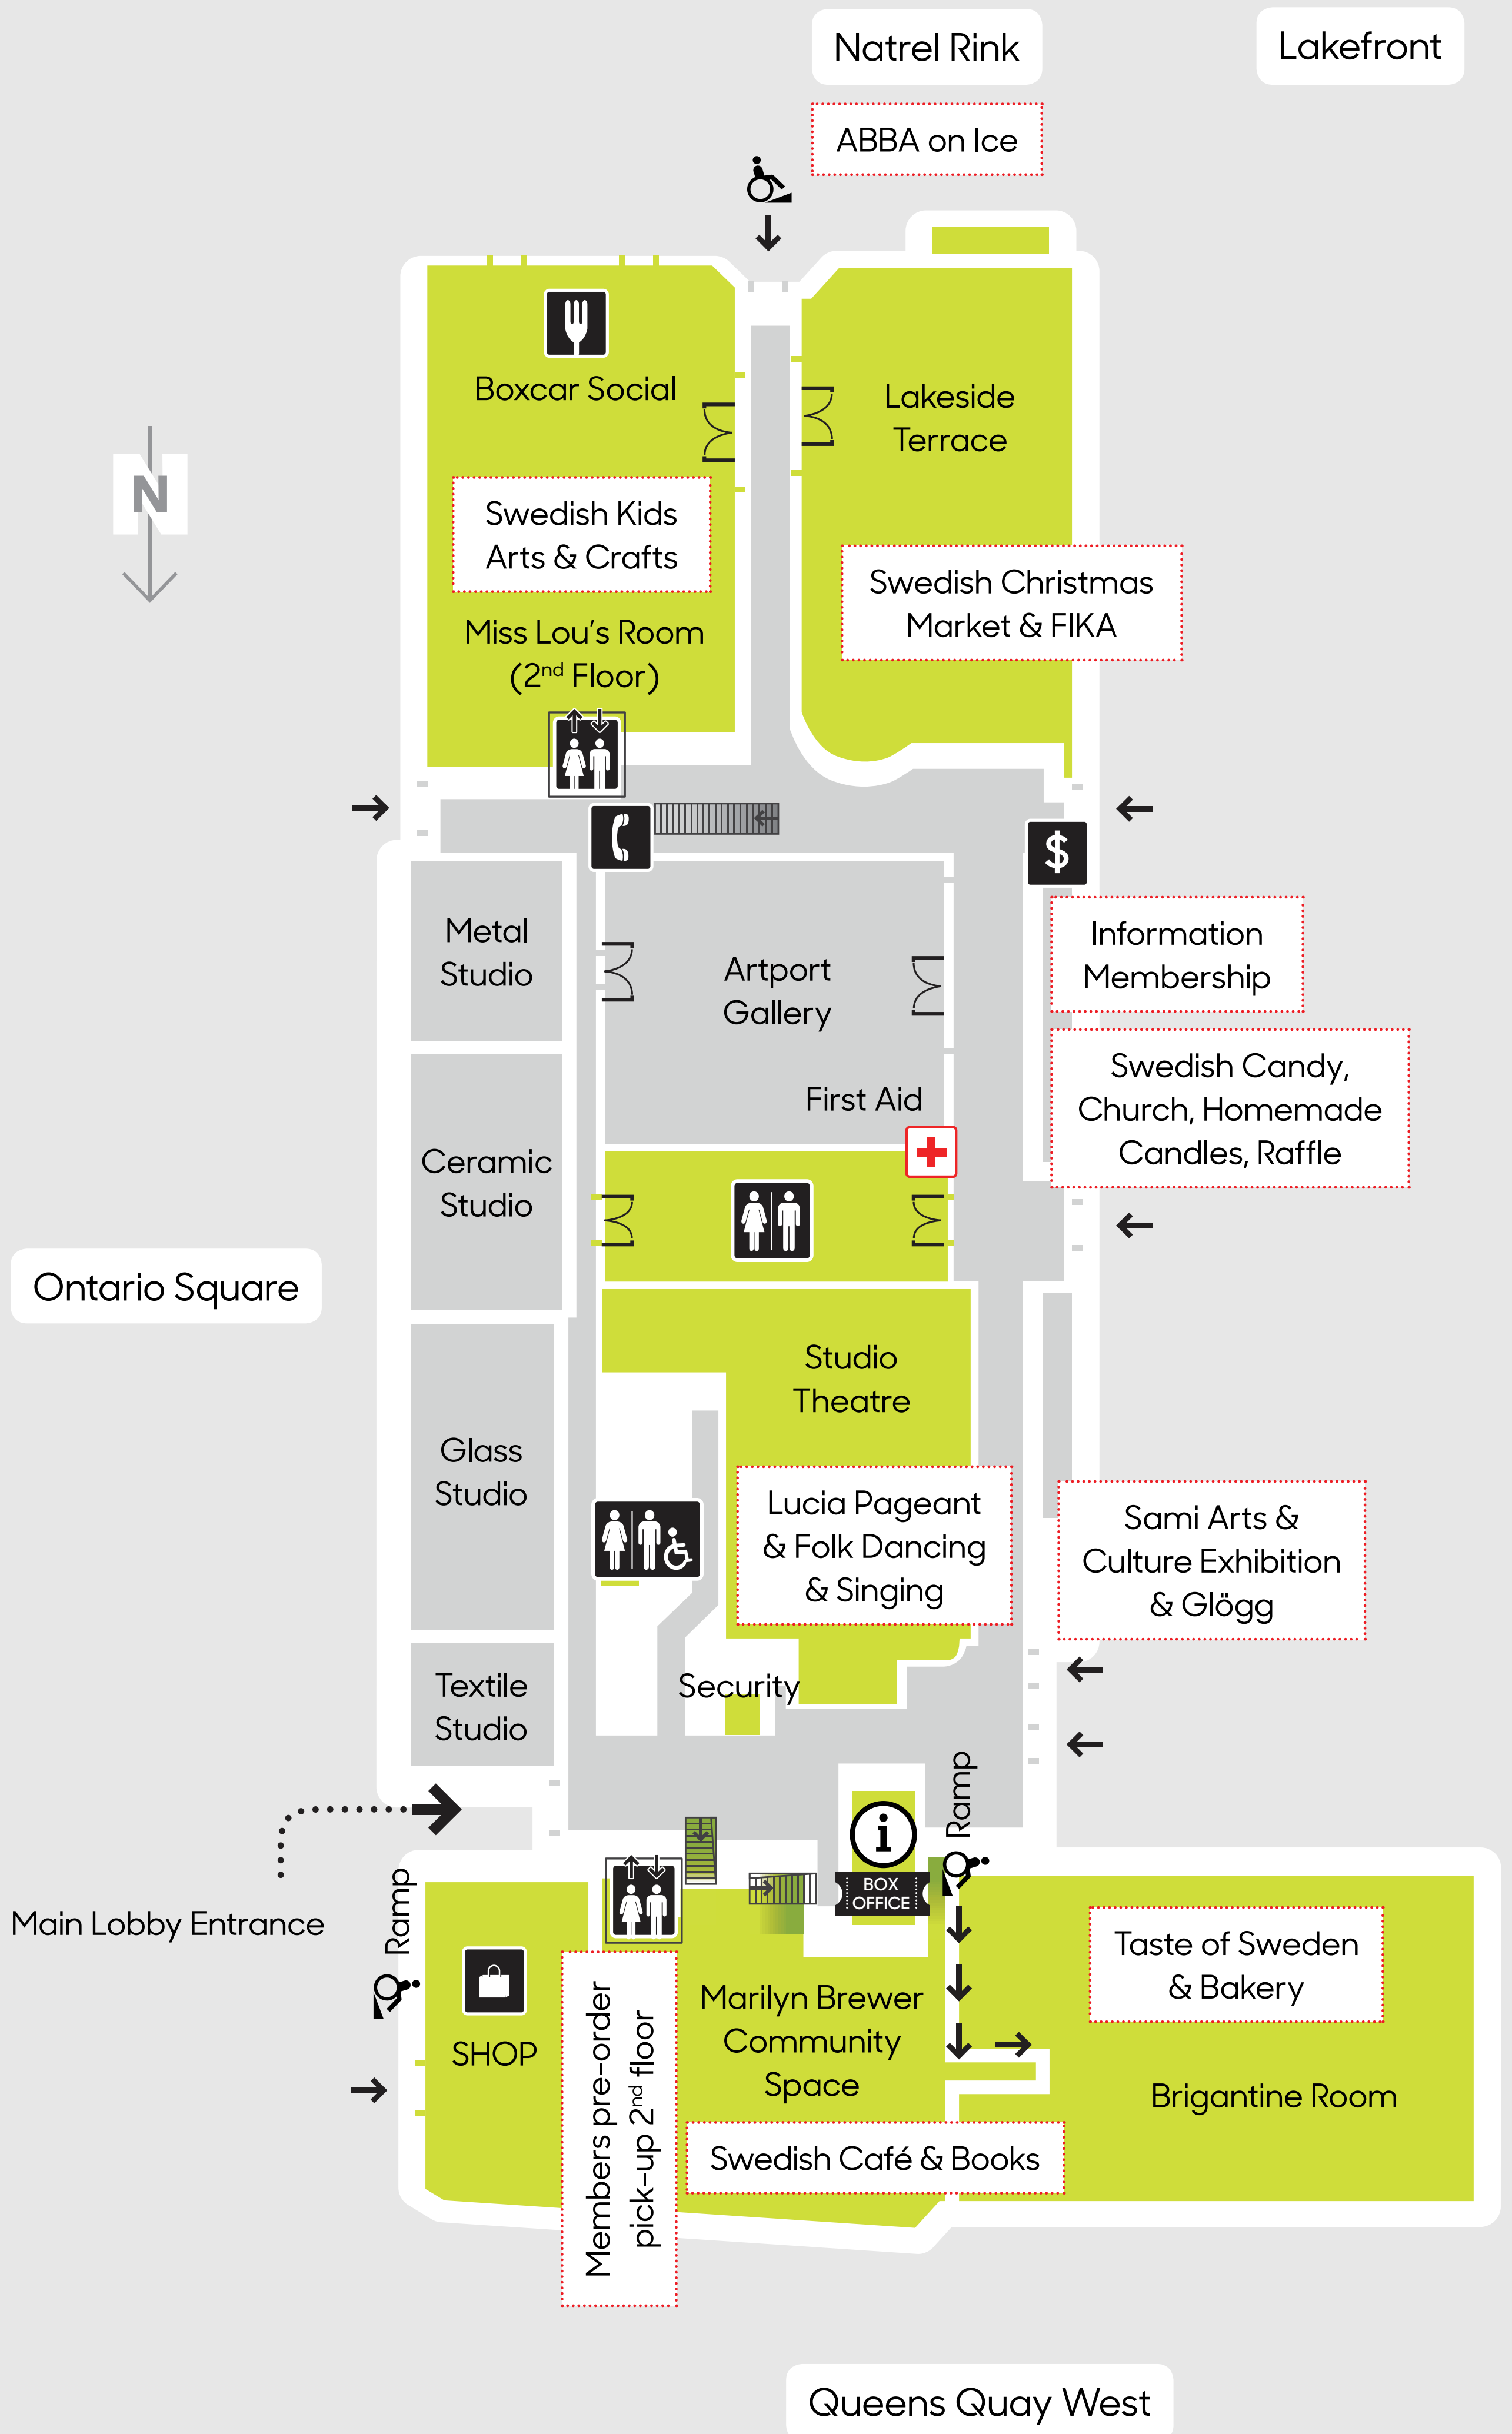 Natrel Rink
Lakefront
ABBA on Ice
Boxcar Social
Lakeside
Terrace
N
Swedish Kids
Arts & Crafts
Swedish Christmas
Market & FIKA
Miss Lou's Room
(2nd Floor)
$
Metal
Studio
Artport
Gallery
Information
Membership
Swedish Candy,
Church, Homemade
Candles, Raffle
First Aid
Ceramic
Studio
Ontario Square
Studio
Theatre
Glass
Studio
Lucia Pageant
& Folk Dancing
& Singing
Sami Arts &
Culture Exhibition
& Glögg
Textile
Studio
Security
Ramp
i
BOX
OFFICE
Main Lobby Entrance
Ramp
SHOP
Members pre-order
pick-up 2nd floor
Marilyn Brewer
Community
Space
Taste of Sweden
& Bakery
Brigantine Room
Swedish Café & Books
Queens Quay West